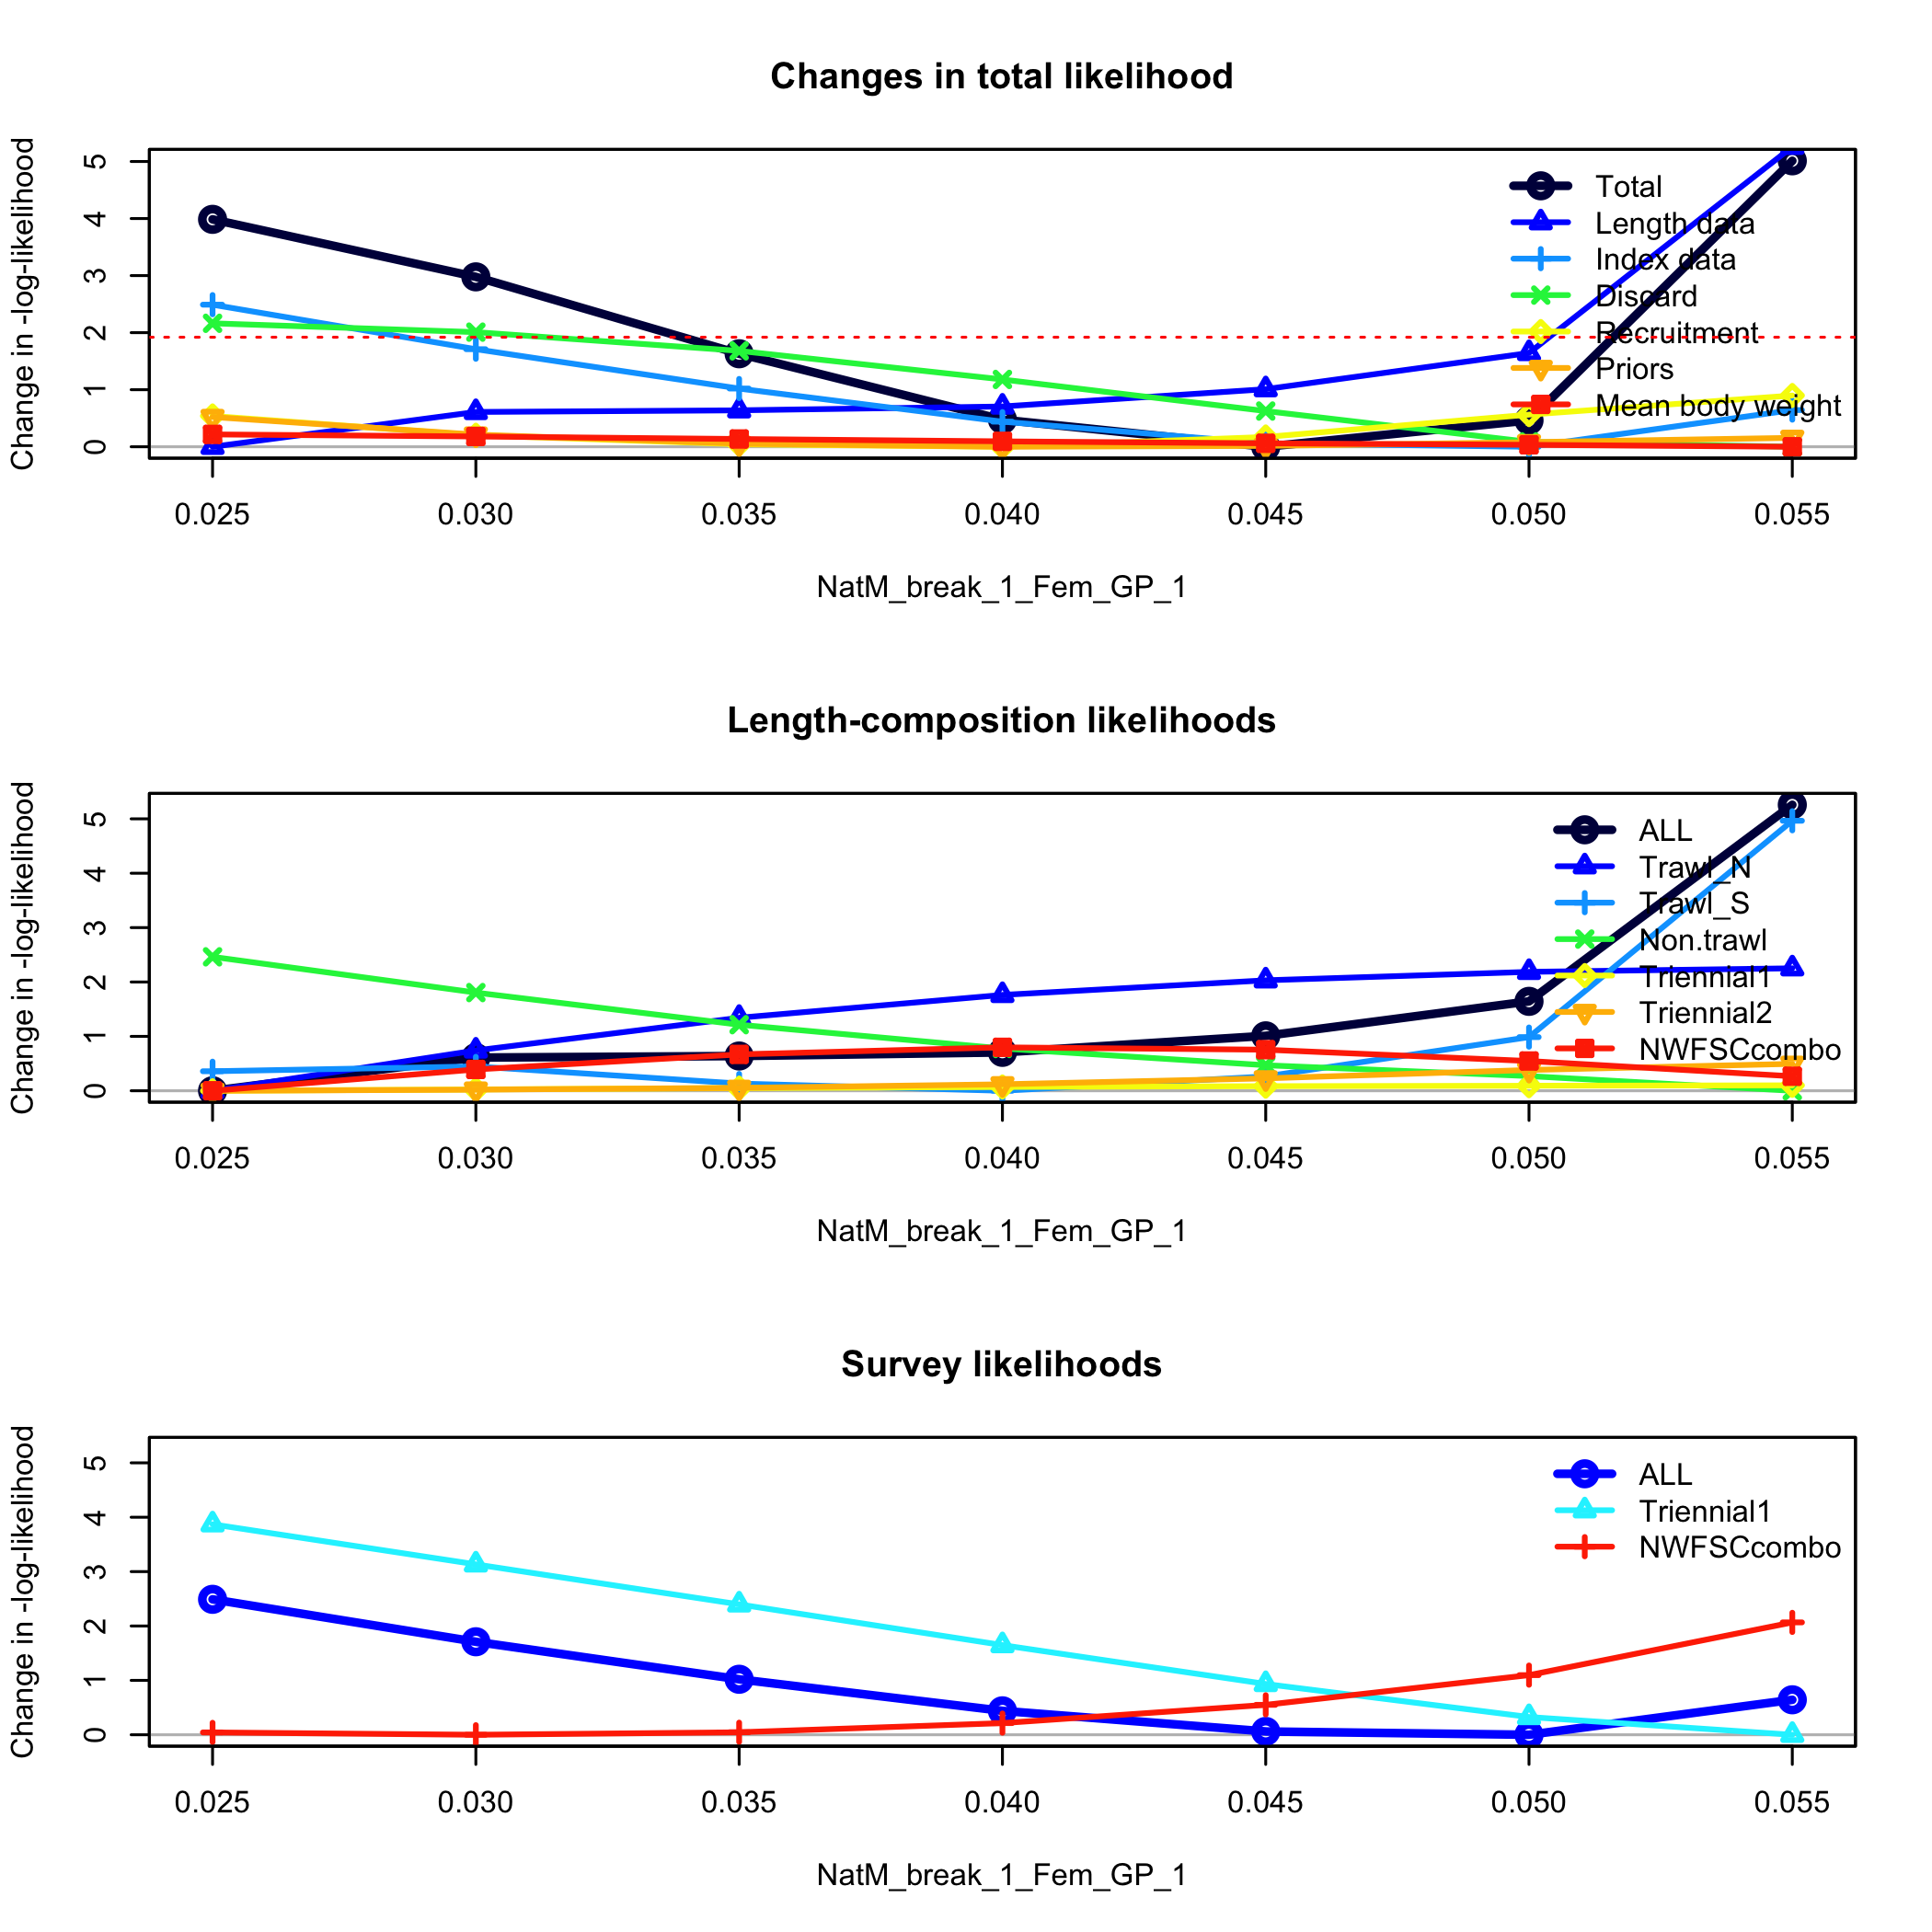 Changes in total likelihood
Change in -log-likelihood
5
4
3
2
1
0
Total
Length data
Index data
Discard
Recruitment
Priors
Mean body weight
0.025 0.030 0.035 0.040 0.045 0.050 0.055
NatM_break_1_Fem_GP_1
Length-composition likelihoods
Change in -log-likelihood
5
4
3
2
1
0
ALL
Trawl_N
Trawl_S
Non.trawl
Triennial1
Triennial2
NWFSCcombo
0.025 0.030 0.035 0.040 0.045 0.050 0.055
NatM_break_1_Fem_GP_1
Survey likelihoods
Change in -log-likelihood
5
4
3
2
1
0
ALL
Triennial1
NWFSCcombo
0.025 0.030 0.035 0.040 0.045 0.050 0.055
NatM_break_1_Fem_GP_1